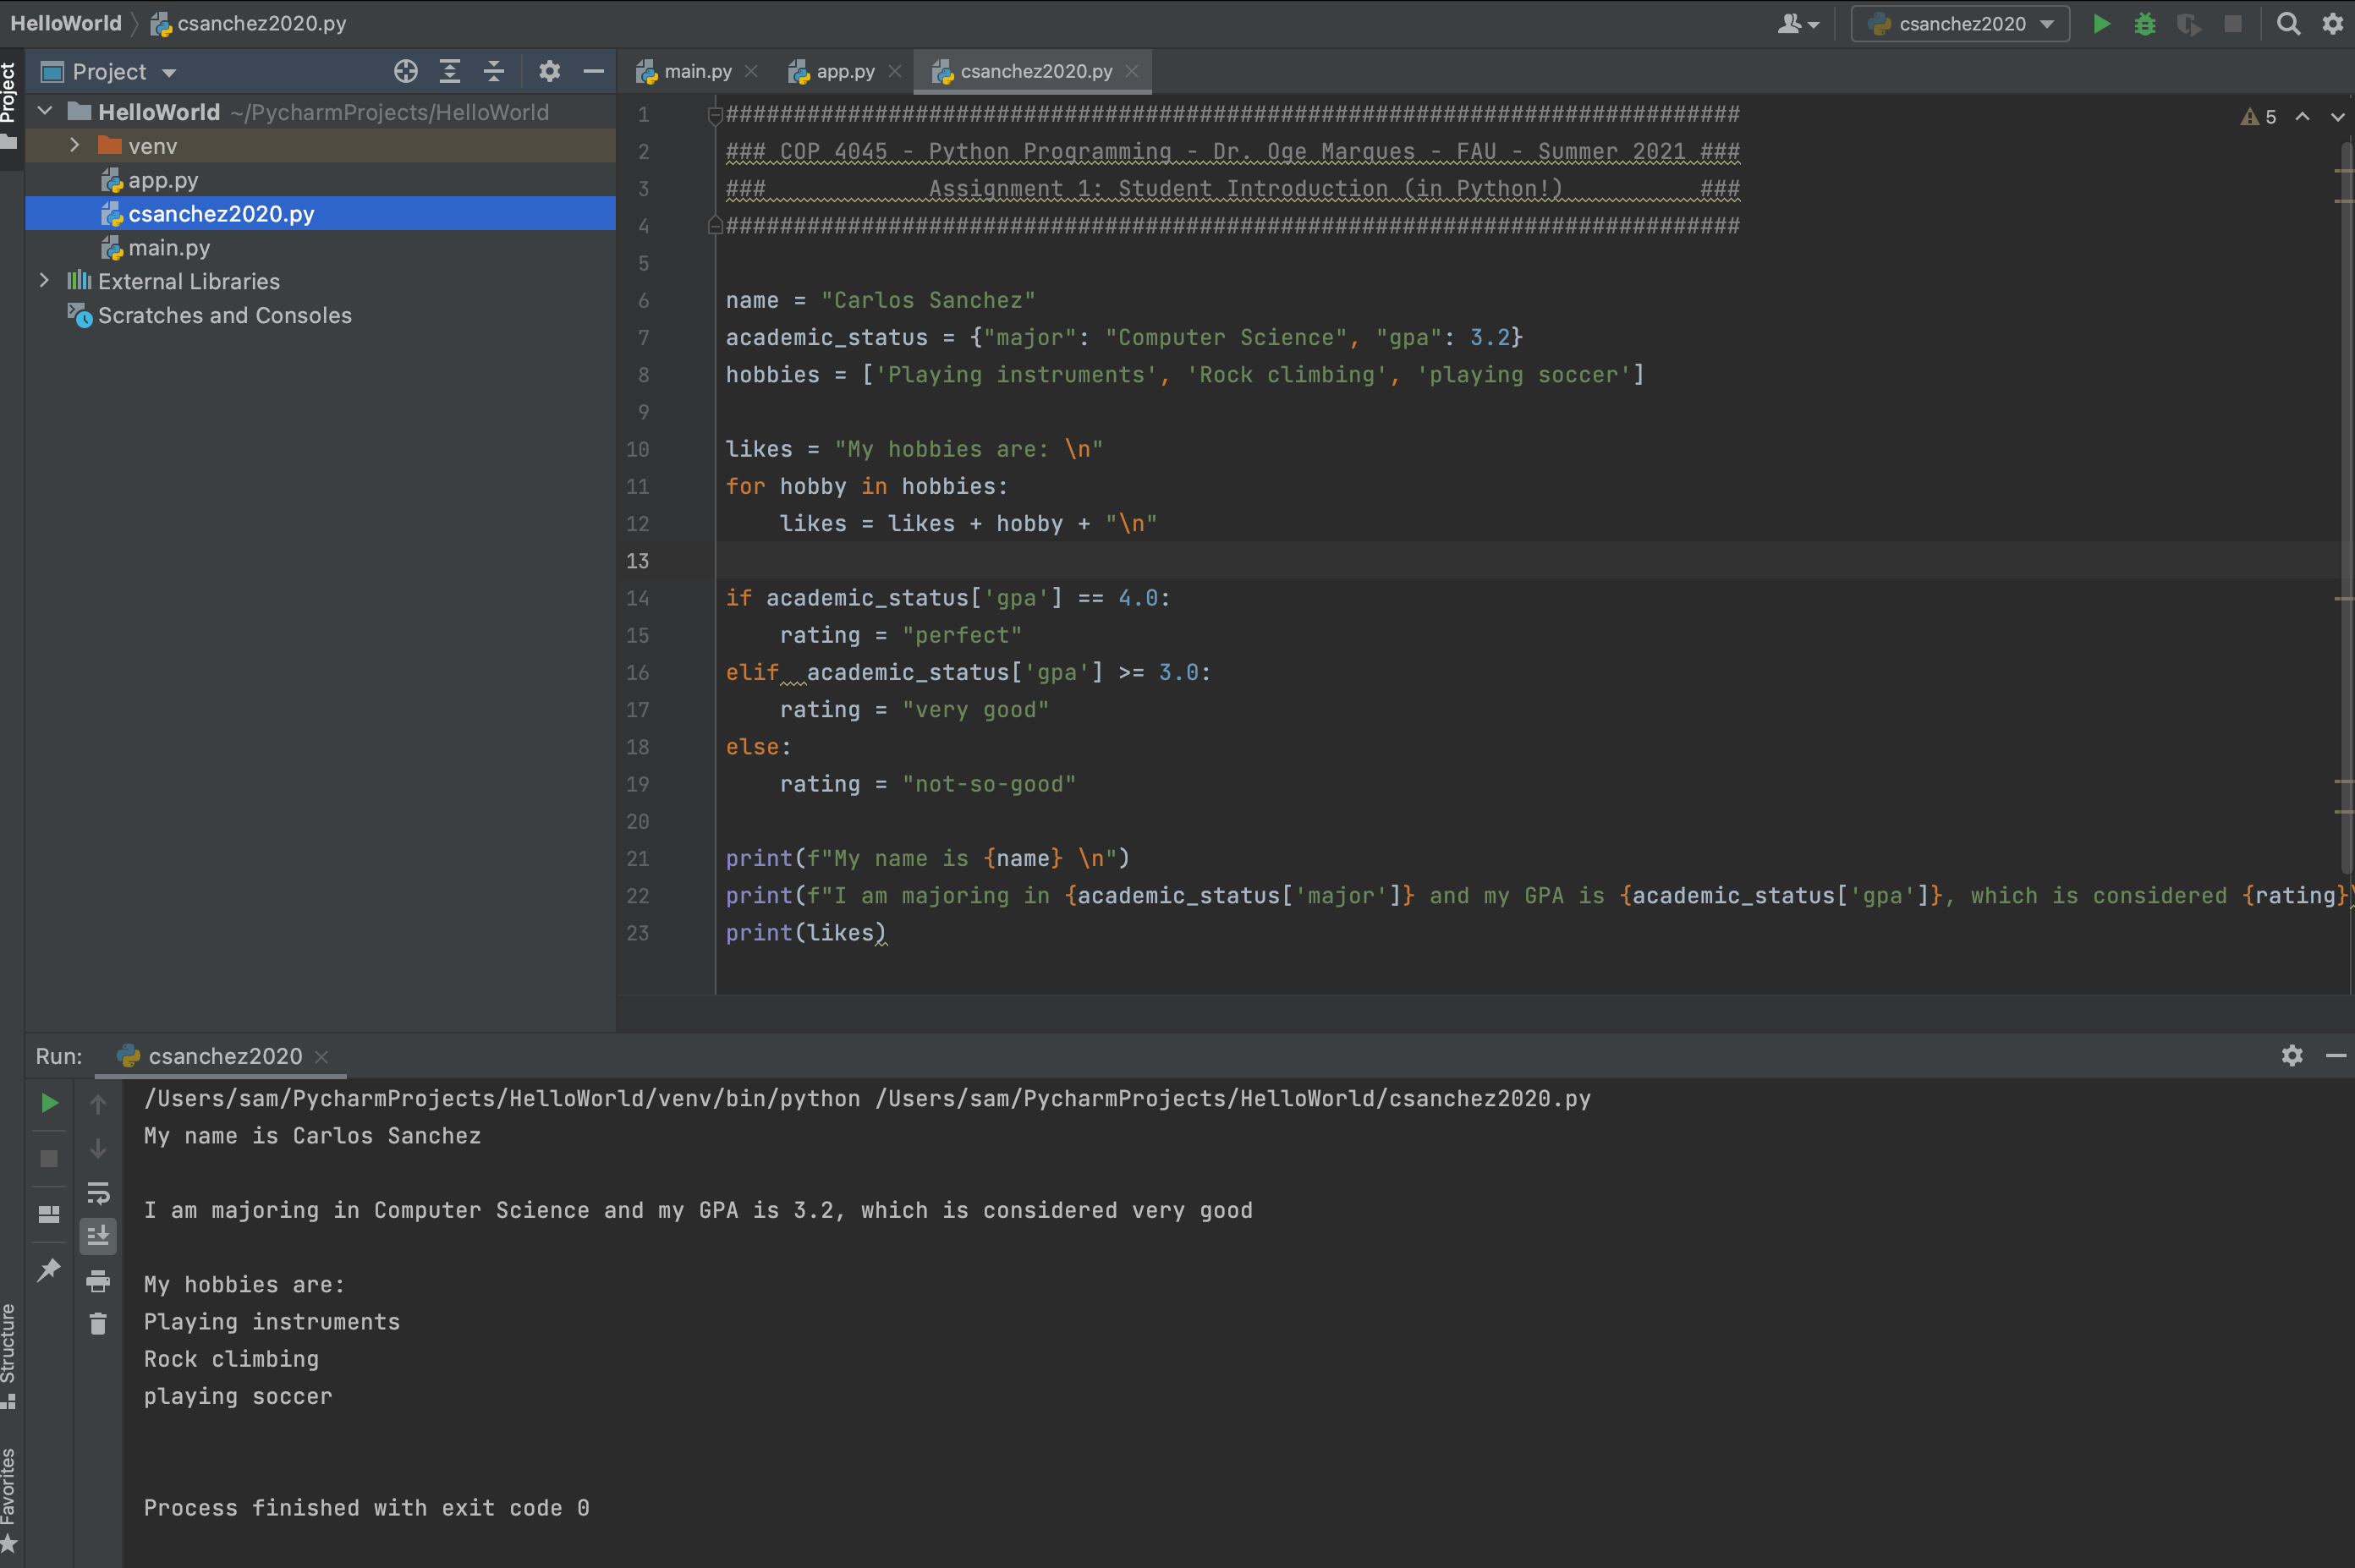 HelloWorld csanchez2020.py
csanchez2020
Project
Project
HelloWorld ~/PycharmProjects/HelloWorld
venv
app.py
csanchez2020.py
main.py
External Libraries
Scratches and Consoles
main.py app.py csanchez2020.py
5
1 ###########################################################################
2 ### COP 4045 - Python Programming - Dr. Oge Marques - FAU - Summer 2021 ###
3 ###            Assignment 1: Student Introduction (in Python!)          ###
4 ###########################################################################
5
6 name = "Carlos Sanchez"
7 academic_status = {"major": "Computer Science", "gpa": 3.2}
8 hobbies = ['Playing instruments', 'Rock climbing', 'playing soccer']
9
10 likes = "My hobbies are: \n"
11 for hobby in hobbies:
12     likes = likes + hobby + "\n"
13
14 if academic_status['gpa'] == 4.0:
15     rating = "perfect"
16 elif  academic_status['gpa'] >= 3.0:
17     rating = "very good"
18 else:
19     rating = "not-so-good"
20
21 print(f"My name is {name} \n")
22 print(f"I am majoring in {academic_status['major']} and my GPA is {academic_status['gpa']}, which is considered {rating}\
23 print(likes)
Run: csanchez2020
/Users/sam/PycharmProjects/HelloWorld/venv/bin/python /Users/sam/PycharmProjects/HelloWorld/csanchez2020.py
My name is Carlos Sanchez
I am majoring in Computer Science and my GPA is 3.2, which is considered very good
My hobbies are:
Playing instruments
Rock climbing
playing soccer
Process finished with exit code 0
Structure
Favorites